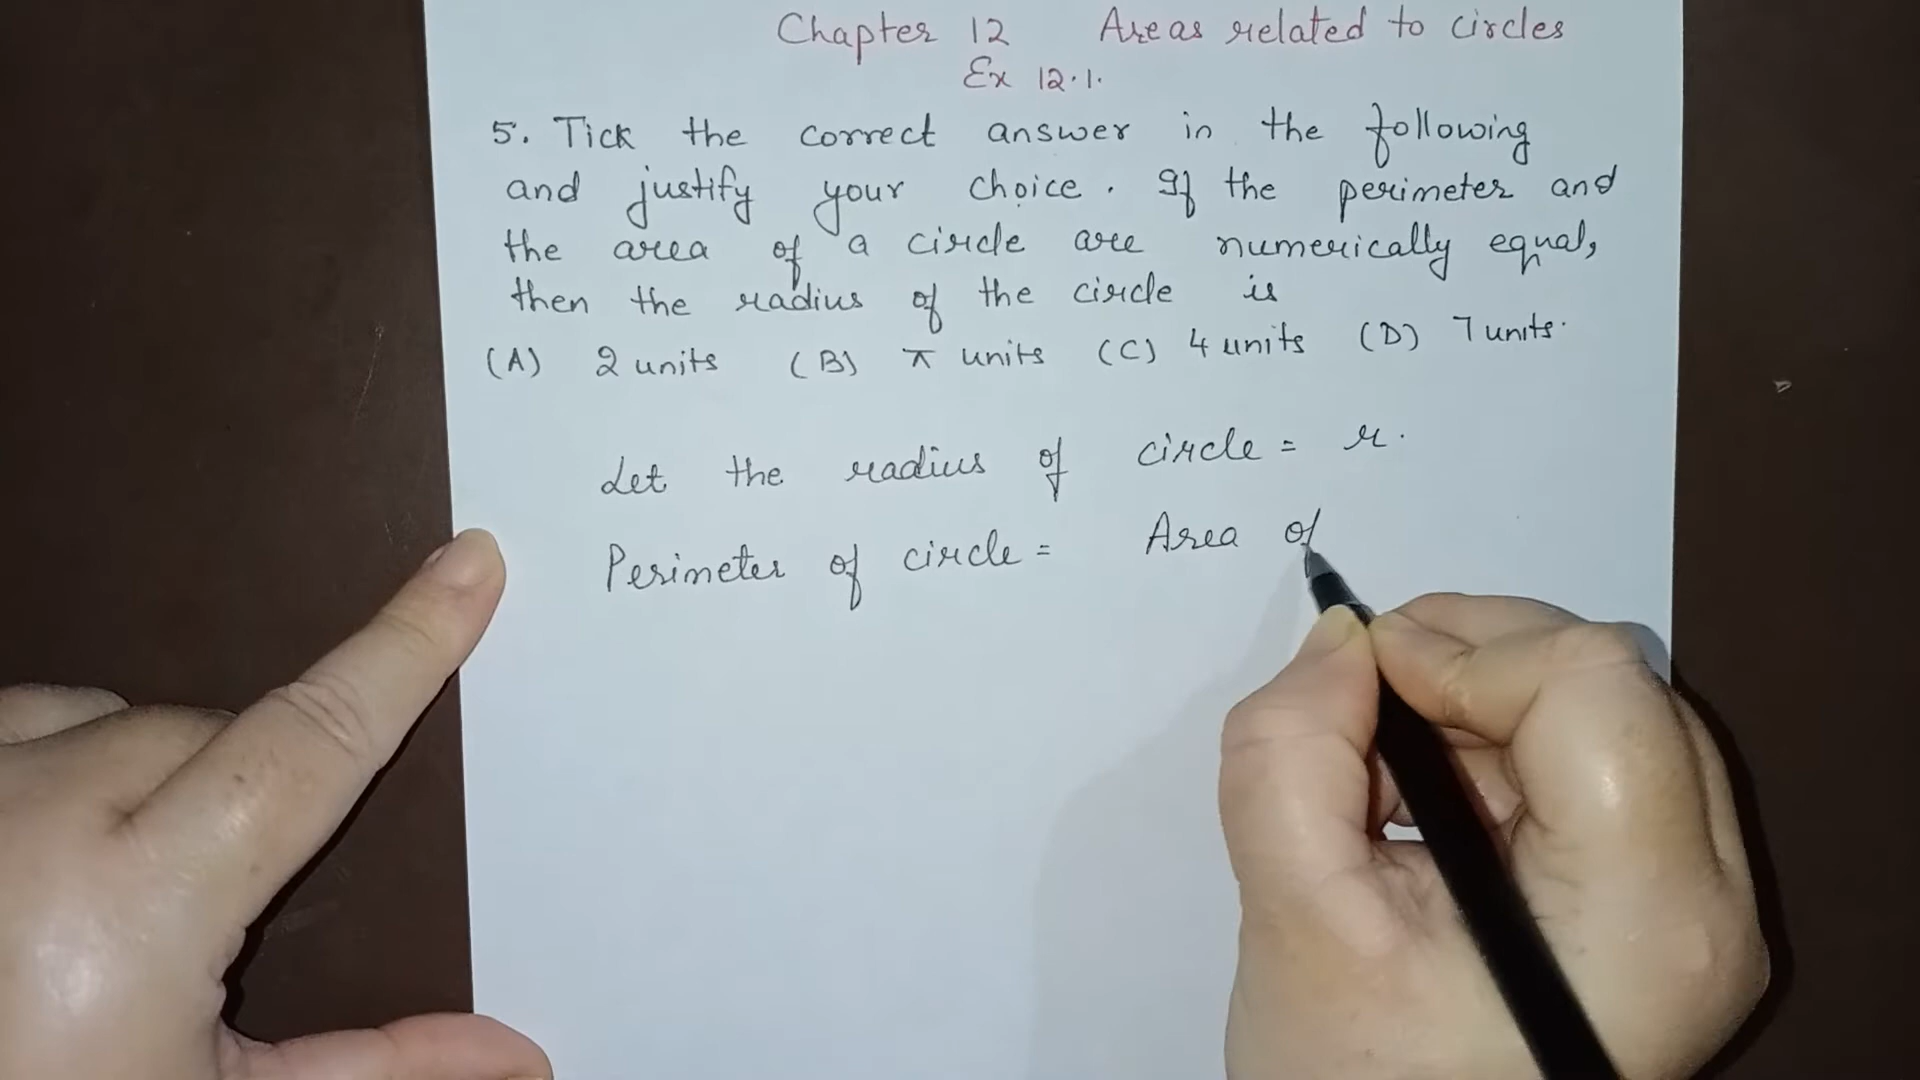 Chapter 12 Areas related to circles
Ex 12.1.
5. Tick the correct answer in the following
and justify your choice. If the perimeter and
the area of a circle are numerically equal,
then the radius of the circle is
(A) 2 units (B) π units (C) 4 units (D) 7 units.
Let the radius of circle = r.
Perimeter of circle = Area of